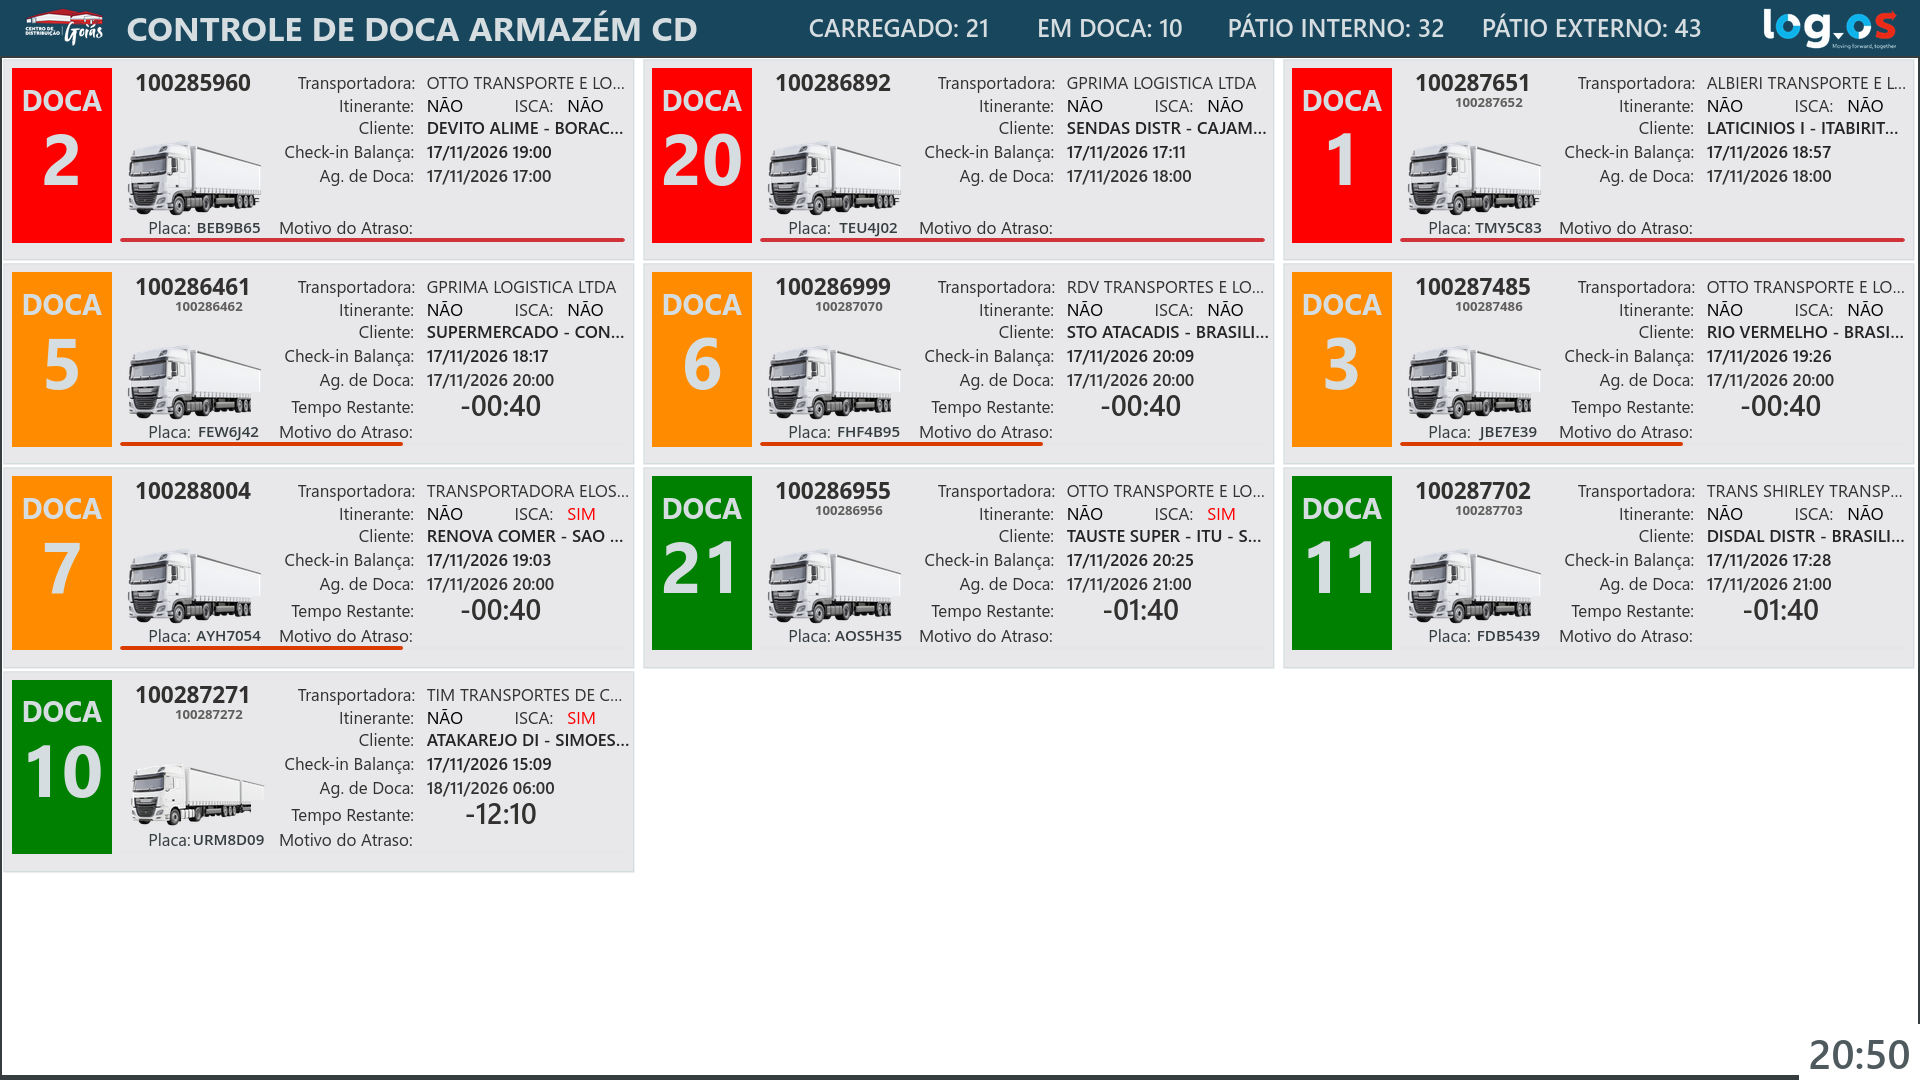 CENTRO DE DISTRIBUIÇÃO Goiás
CONTROLE DE DOCA ARMAZÉM CD
CARREGADO: 21
EM DOCA: 10
PÁTIO INTERNO: 32
PÁTIO EXTERNO: 43
log.os
Moving forward, together
DOCA
2
100285960
Transportadora: OTTO TRANSPORTE E LO...
Itinerante: NÃO ISCA: NÃO
Cliente: DEVITO ALIME - BORAC...
Check-in Balança: 17/11/2026 19:00
Ag. de Doca: 17/11/2026 17:00
Placa: BEB9B65 Motivo do Atraso:
DOCA
20
100286892
Transportadora: GPRIMA LOGISTICA LTDA
Itinerante: NÃO ISCA: NÃO
Cliente: SENDAS DISTR - CAJAM...
Check-in Balança: 17/11/2026 17:11
Ag. de Doca: 17/11/2026 18:00
Placa: TEU4J02 Motivo do Atraso:
DOCA
1
100287651
100287652
Transportadora: ALBIERI TRANSPORTE E L...
Itinerante: NÃO ISCA: NÃO
Cliente: LATICINIOS I - ITABIRIT...
Check-in Balança: 17/11/2026 18:57
Ag. de Doca: 17/11/2026 18:00
Placa: TMY5C83 Motivo do Atraso:
DOCA
5
100286461
100286462
Transportadora: GPRIMA LOGISTICA LTDA
Itinerante: NÃO ISCA: NÃO
Cliente: SUPERMERCADO - CON...
Check-in Balança: 17/11/2026 18:17
Ag. de Doca: 17/11/2026 20:00
Tempo Restante: -00:40
Placa: FEW6J42 Motivo do Atraso:
DOCA
6
100286999
100287070
Transportadora: RDV TRANSPORTES E LO...
Itinerante: NÃO ISCA: NÃO
Cliente: STO ATACADIS - BRASILI...
Check-in Balança: 17/11/2026 20:09
Ag. de Doca: 17/11/2026 20:00
Tempo Restante: -00:40
Placa: FHF4B95 Motivo do Atraso:
DOCA
3
100287485
100287486
Transportadora: OTTO TRANSPORTE E LO...
Itinerante: NÃO ISCA: NÃO
Cliente: RIO VERMELHO - BRASI...
Check-in Balança: 17/11/2026 19:26
Ag. de Doca: 17/11/2026 20:00
Tempo Restante: -00:40
Placa: JBE7E39 Motivo do Atraso:
DOCA
7
100288004
Transportadora: TRANSPORTADORA ELOS...
Itinerante: NÃO ISCA: SIM
Cliente: RENOVA COMER - SAO ...
Check-in Balança: 17/11/2026 19:03
Ag. de Doca: 17/11/2026 20:00
Tempo Restante: -00:40
Placa: AYH7054 Motivo do Atraso:
DOCA
21
100286955
100286956
Transportadora: OTTO TRANSPORTE E LO...
Itinerante: NÃO ISCA: SIM
Cliente: TAUSTE SUPER - ITU - S...
Check-in Balança: 17/11/2026 20:25
Ag. de Doca: 17/11/2026 21:00
Tempo Restante: -01:40
Placa: AOS5H35 Motivo do Atraso:
DOCA
11
100287702
100287703
Transportadora: TRANS SHIRLEY TRANSP...
Itinerante: NÃO ISCA: NÃO
Cliente: DISDAL DISTR - BRASILI...
Check-in Balança: 17/11/2026 17:28
Ag. de Doca: 17/11/2026 21:00
Tempo Restante: -01:40
Placa: FDB5439 Motivo do Atraso:
DOCA
10
100287271
100287272
Transportadora: TIM TRANSPORTES DE C...
Itinerante: NÃO ISCA: SIM
Cliente: ATAKAREJO DI - SIMOES...
Check-in Balança: 17/11/2026 15:09
Ag. de Doca: 18/11/2026 06:00
Tempo Restante: -12:10
Placa: URM8D09 Motivo do Atraso:
20:50